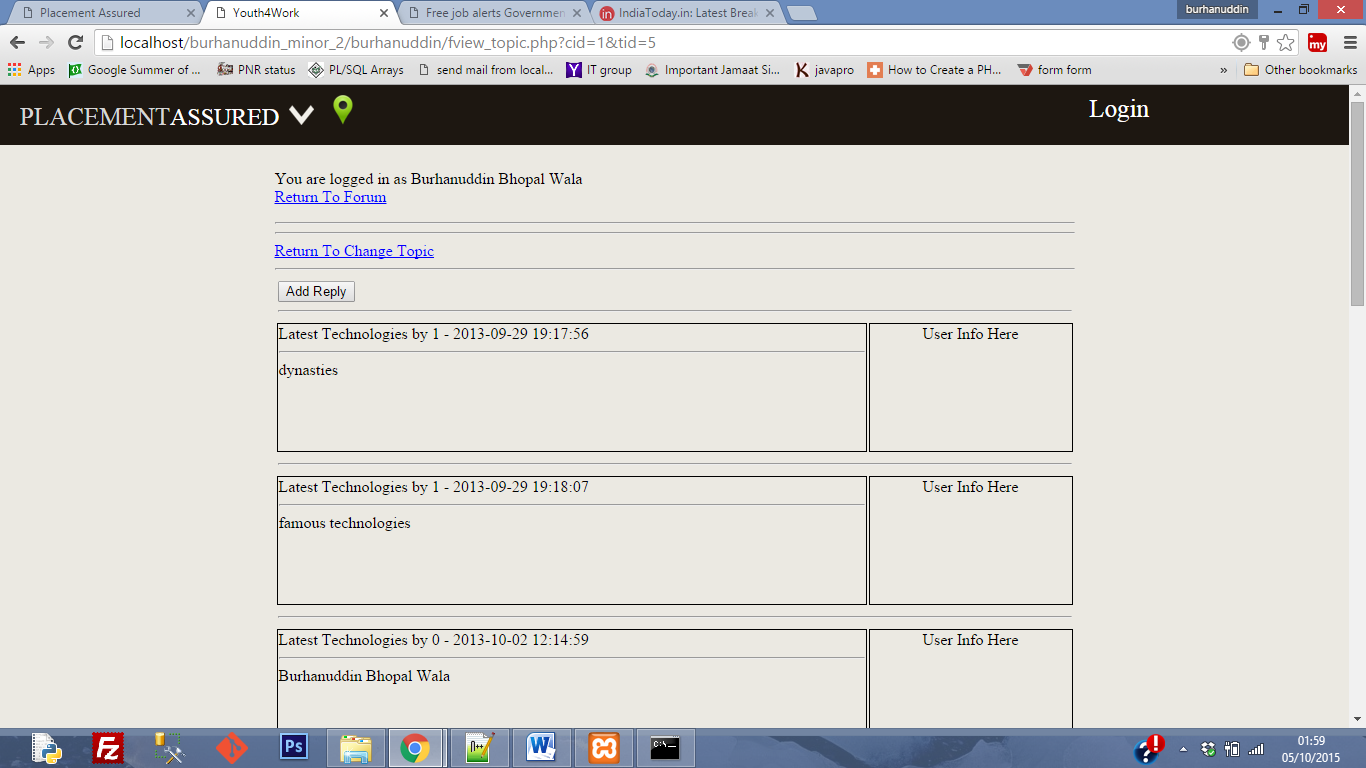 Placement Assured
Youth4Work
Free job alerts Governmen
IndiaToday.in: Latest Break
burhanuddin
localhost/burhanuddin_minor_2/burhanuddin/fview_topic.php?cid=1&tid=5
my
Apps
Google Summer of ...
PNR status
PL/SQL Arrays
send mail from local...
IT group
Important Jamaat Si...
javapro
How to Create a PH...
form form
»
Other bookmarks
PLACEMENTASSURED
Login
You are logged in as Burhanuddin Bhopal Wala
Return To Forum
Return To Change Topic
Add Reply
Latest Technologies by 1 - 2013-09-29 19:17:56
User Info Here
dynasties
Latest Technologies by 1 - 2013-09-29 19:18:07
User Info Here
famous technologies
Latest Technologies by 0 - 2013-10-02 12:14:59
User Info Here
Burhanuddin Bhopal Wala
Fz
Ps
W
01:59
05/10/2015